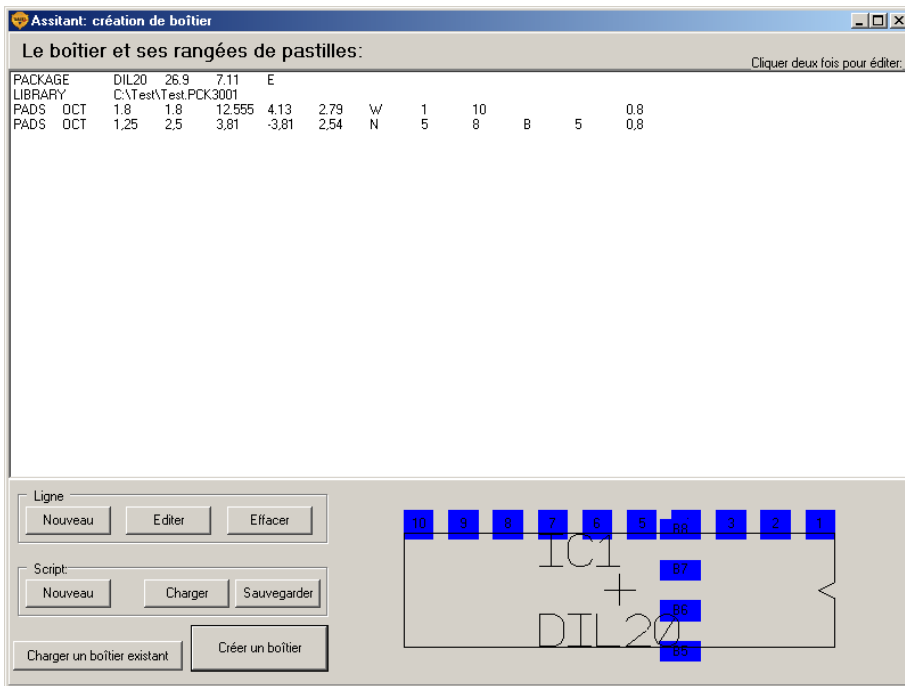 Assitant: création de boîtier
Le boîtier et ses rangées de pastilles:
Cliquer deux fois pour éditer:
PACKAGE DIL20 26.9 7.11 E
LIBRARY C:\Test\Test.PCK3001
PADS OCT 1.8 1.8 12.555 4.13 2.79 W 1 10 0.8
PADS OCT 1,25 2,5 3,81 -3,81 2,54 N 5 8 B 5 0,8
Ligne
Nouveau Editer Effacer
Script:
Nouveau Charger Sauvegarder
Charger un boîtier existant Créer un boîtier
10 9 8 7 6 5 B8 3 2 1
IC1
B7
B6
DIL20
B5